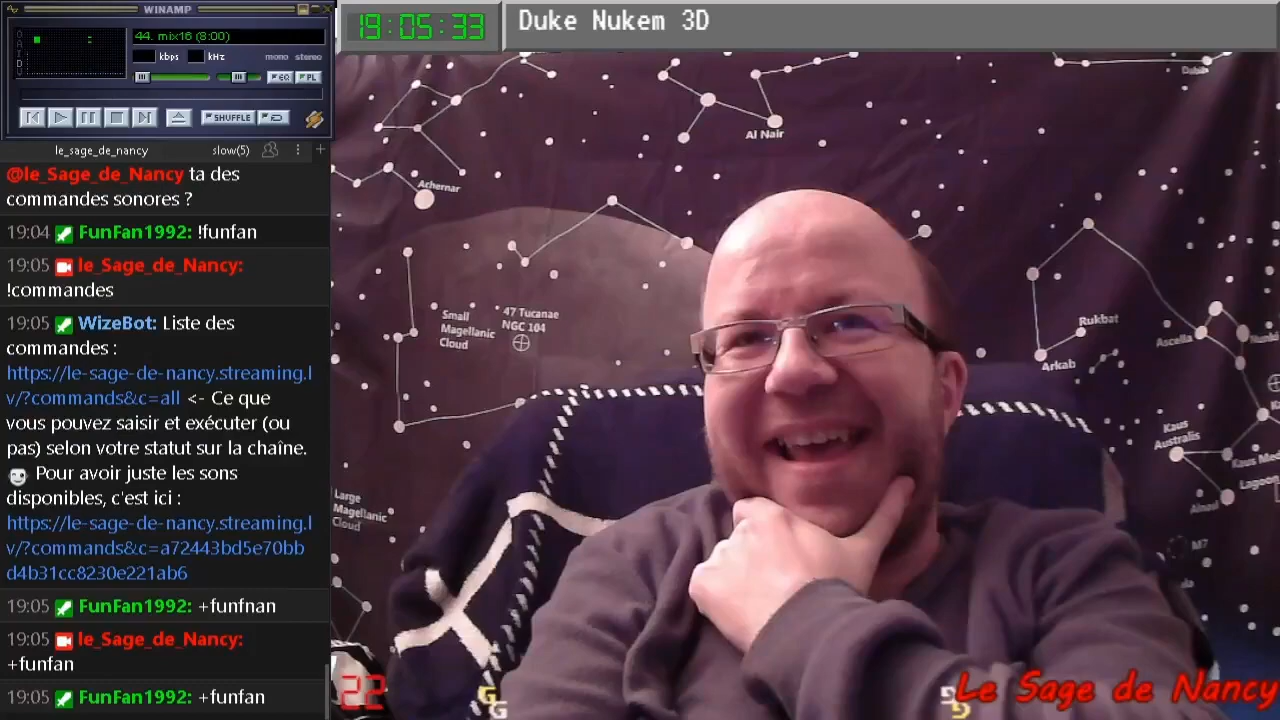 WINAMP
44. mix16 (8:00)
kbps
kHz
mono
stereo
EQ
PL
SHUFFLE
19:05:33
Duke Nukem 3D
le_sage_de_nancy
slow(5)
@le_Sage_de_Nancy ta des
commandes sonores ?
19:04 FunFan1992: !funfan
19:05 le_Sage_de_Nancy:
!commandes
19:05 WizeBot: Liste des
commandes :
https://le-sage-de-nancy.streaming.l
v/?commands&c=all <- Ce que
vous pouvez saisir et exécuter (ou
pas) selon votre statut sur la chaîne.
Pour avoir juste les sons
disponibles, c'est ici :
https://le-sage-de-nancy.streaming.l
v/?commands&c=a72443bd5e70bb
d4b31cc8230e221ab6
19:05 FunFan1992: +funfnan
19:05 le_Sage_de_Nancy:
+funfan
19:05 FunFan1992: +funfan
Al Nair
Achernar
Small
Magellanic
Cloud
47 Tucanae
NGC 104
Rukbat
Arkab
Ascella
Kaus
Australis
Large
Magellanic
Cloud
M7
22
Le Sage de Nancy